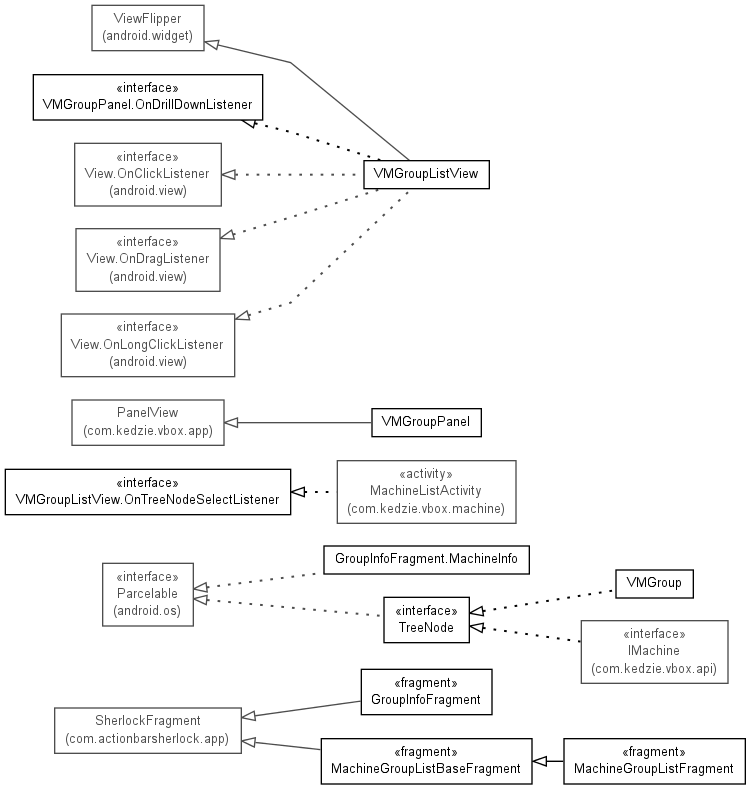 ViewFlipper
(android.widget)
«interface»
VMGroupPanel.OnDrillDownListener
«interface»
View.OnClickListener
(android.view)
VMGroupListView
«interface»
View.OnDragListener
(android.view)
«interface»
View.OnLongClickListener
(android.view)
PanelView
(com.kedzie.vbox.app)
VMGroupPanel
«interface»
VMGroupListView.OnTreeNodeSelectListener
«activity»
MachineListActivity
(com.kedzie.vbox.machine)
GroupInfoFragment.MachineInfo
«interface»
Parcelable
(android.os)
«interface»
TreeNode
VMGroup
«interface»
IMachine
(com.kedzie.vbox.api)
«fragment»
GroupInfoFragment
SherlockFragment
(com.actionbarsherlock.app)
«fragment»
MachineGroupListBaseFragment
«fragment»
MachineGroupListFragment